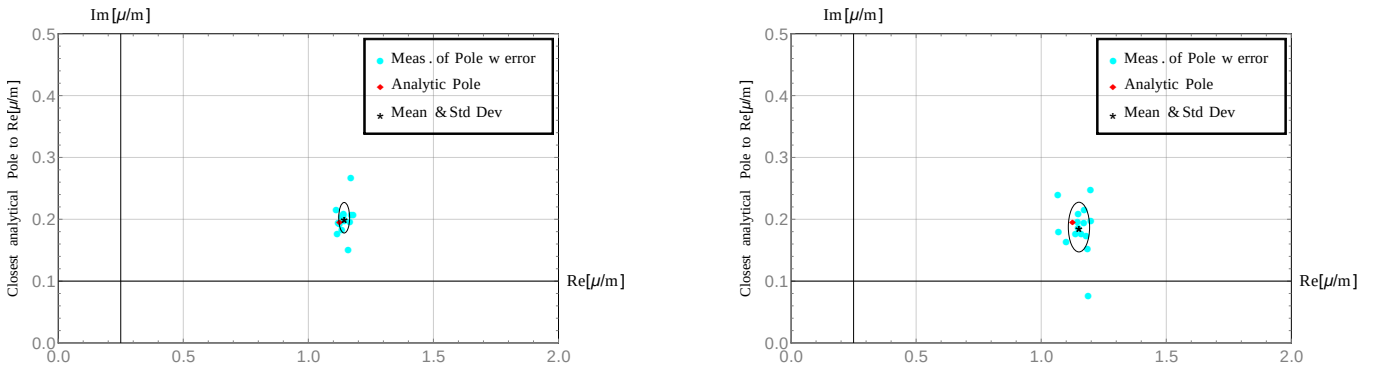 Im[μ/m]
0.5
0.4
0.3
0.2
0.1
0.0
Closest analytical Pole to Re[μ/m]
Meas. of Pole w error
Analytic Pole
Mean & Std Dev
Re[μ/m]
0.0 0.5 1.0 1.5 2.0
Im[μ/m]
0.5
0.4
0.3
0.2
0.1
0.0
Closest analytical Pole to Re[μ/m]
Meas. of Pole w error
Analytic Pole
Mean & Std Dev
Re[μ/m]
0.0 0.5 1.0 1.5 2.0